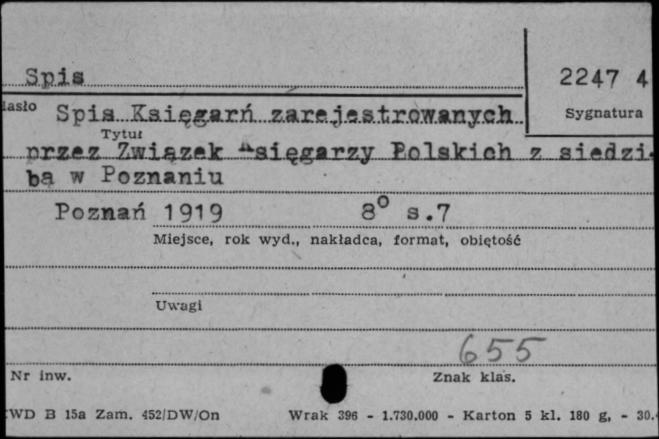 Spis
2247 4
iasło Spis Księgarń zarejestrowanych
Sygnatura
Tytuł
przez Związek sięgarzy Polskich z siedzi
bą w Poznaniu
Poznań 1919 8° s.7
Miejsce, rok wyd., nakładca, format, objętość
Uwagi
655
Nr inw. Znak klas.
WD B 15a Zam. 452/DW/On Wrak 396 - 1.730.000 - Karton 5 kl. 180 g, - 30.